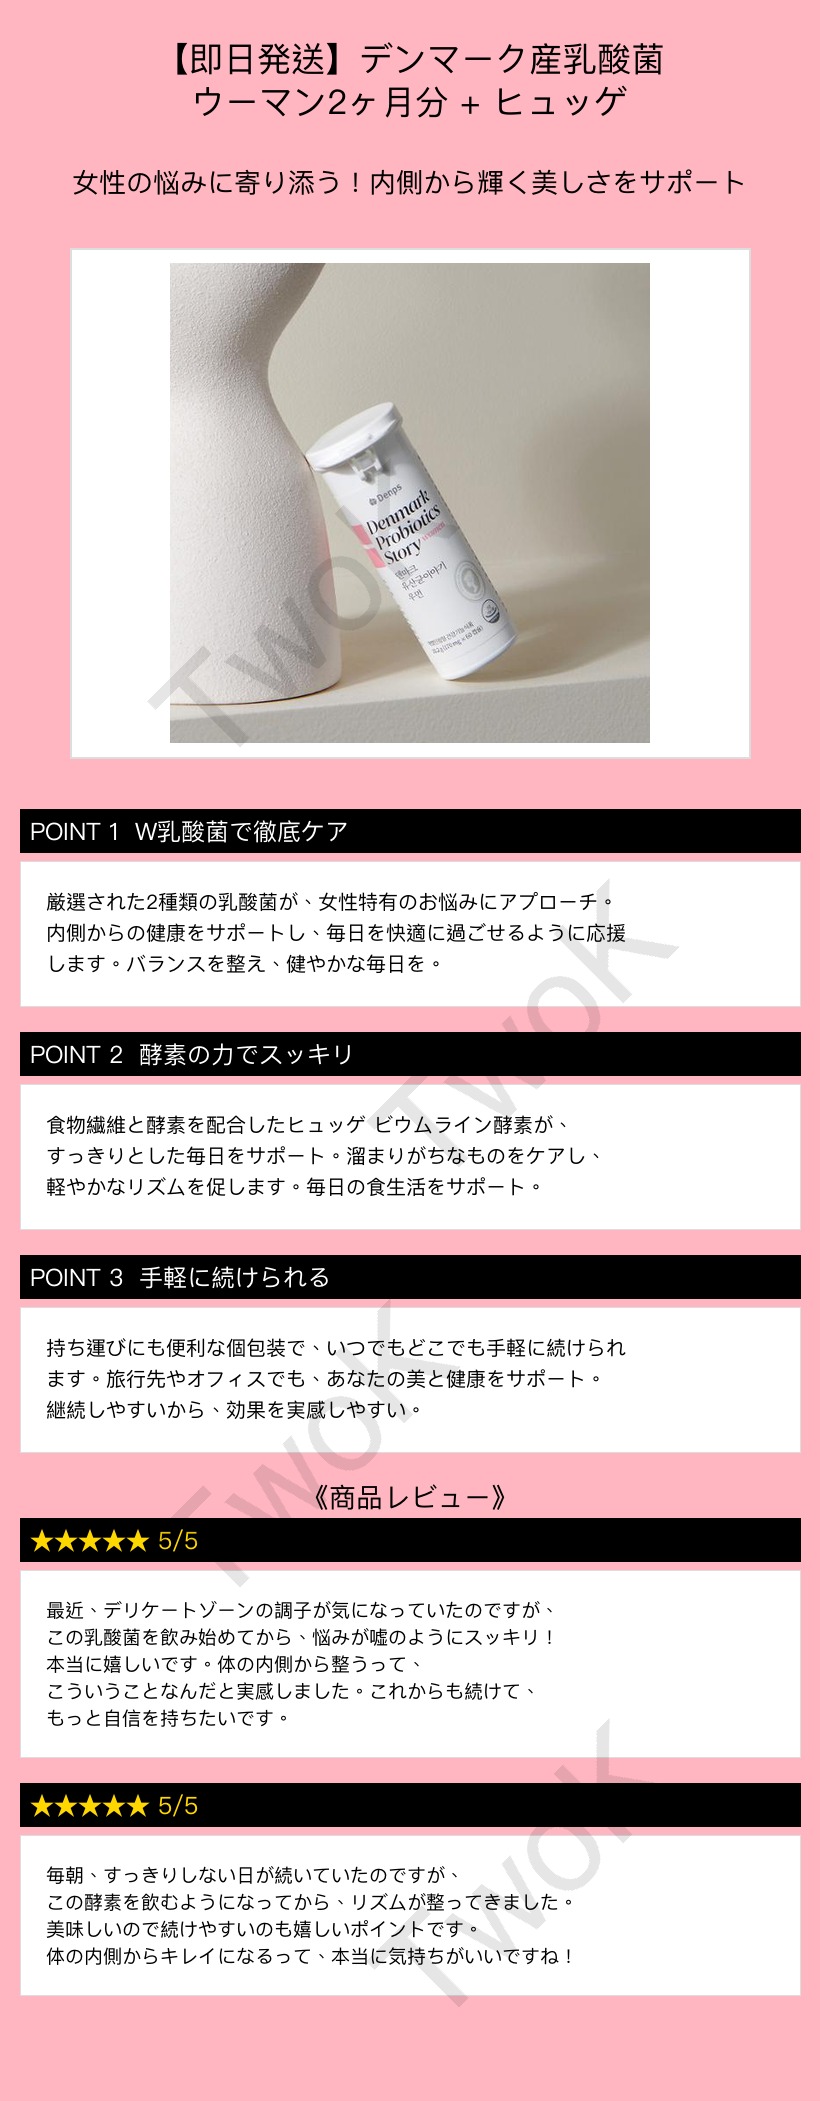 【即日発送】デンマーク産乳酸菌
ウーマン2ヶ月分 + ヒュッゲ
女性の悩みに寄り添う！内側から輝く美しさをサポート
Denps
Denmark
Probiotics
Story
덴마크
유산균이야기
우먼
TwoK
POINT 1 W乳酸菌で徹底ケア
厳選された2種類の乳酸菌が、女性特有のお悩みにアプローチ。
内側からの健康をサポートし、毎日を快適に過ごせるように応援
します。バランスを整え、健やかな毎日を。
TwoK
POINT 2 酵素の力でスッキリ
食物繊維と酵素を配合したヒュッゲ ビウムライン酵素が、
すっきりとした毎日をサポート。溜まりがちなものをケアし、
軽やかなリズムを促します。毎日の食生活をサポート。
POINT 3 手軽に続けられる
持ち運びにも便利な個包装で、いつでもどこでも手軽に続けられ
ます。旅行先やオフィスでも、あなたの美と健康をサポート。
継続しやすいから、効果を実感しやすい。
TwoK
《商品レビュー》
★★★★★ 5/5
最近、デリケートゾーンの調子が気になっていたのですが、
この乳酸菌を飲み始めてから、悩みが嘘のようにスッキリ！
本当に嬉しいです。体の内側から整うって、
こういうことなんだと実感しました。これからも続けて、
もっと自信を持ちたいです。
★★★★★ 5/5
毎朝、すっきりしない日が続いていたのですが、
この酵素を飲むようになってから、リズムが整ってきました。
美味しいので続けやすいのも嬉しいポイントです。
体の内側からキレイになるって、本当に気持ちがいいですね！
TwoK